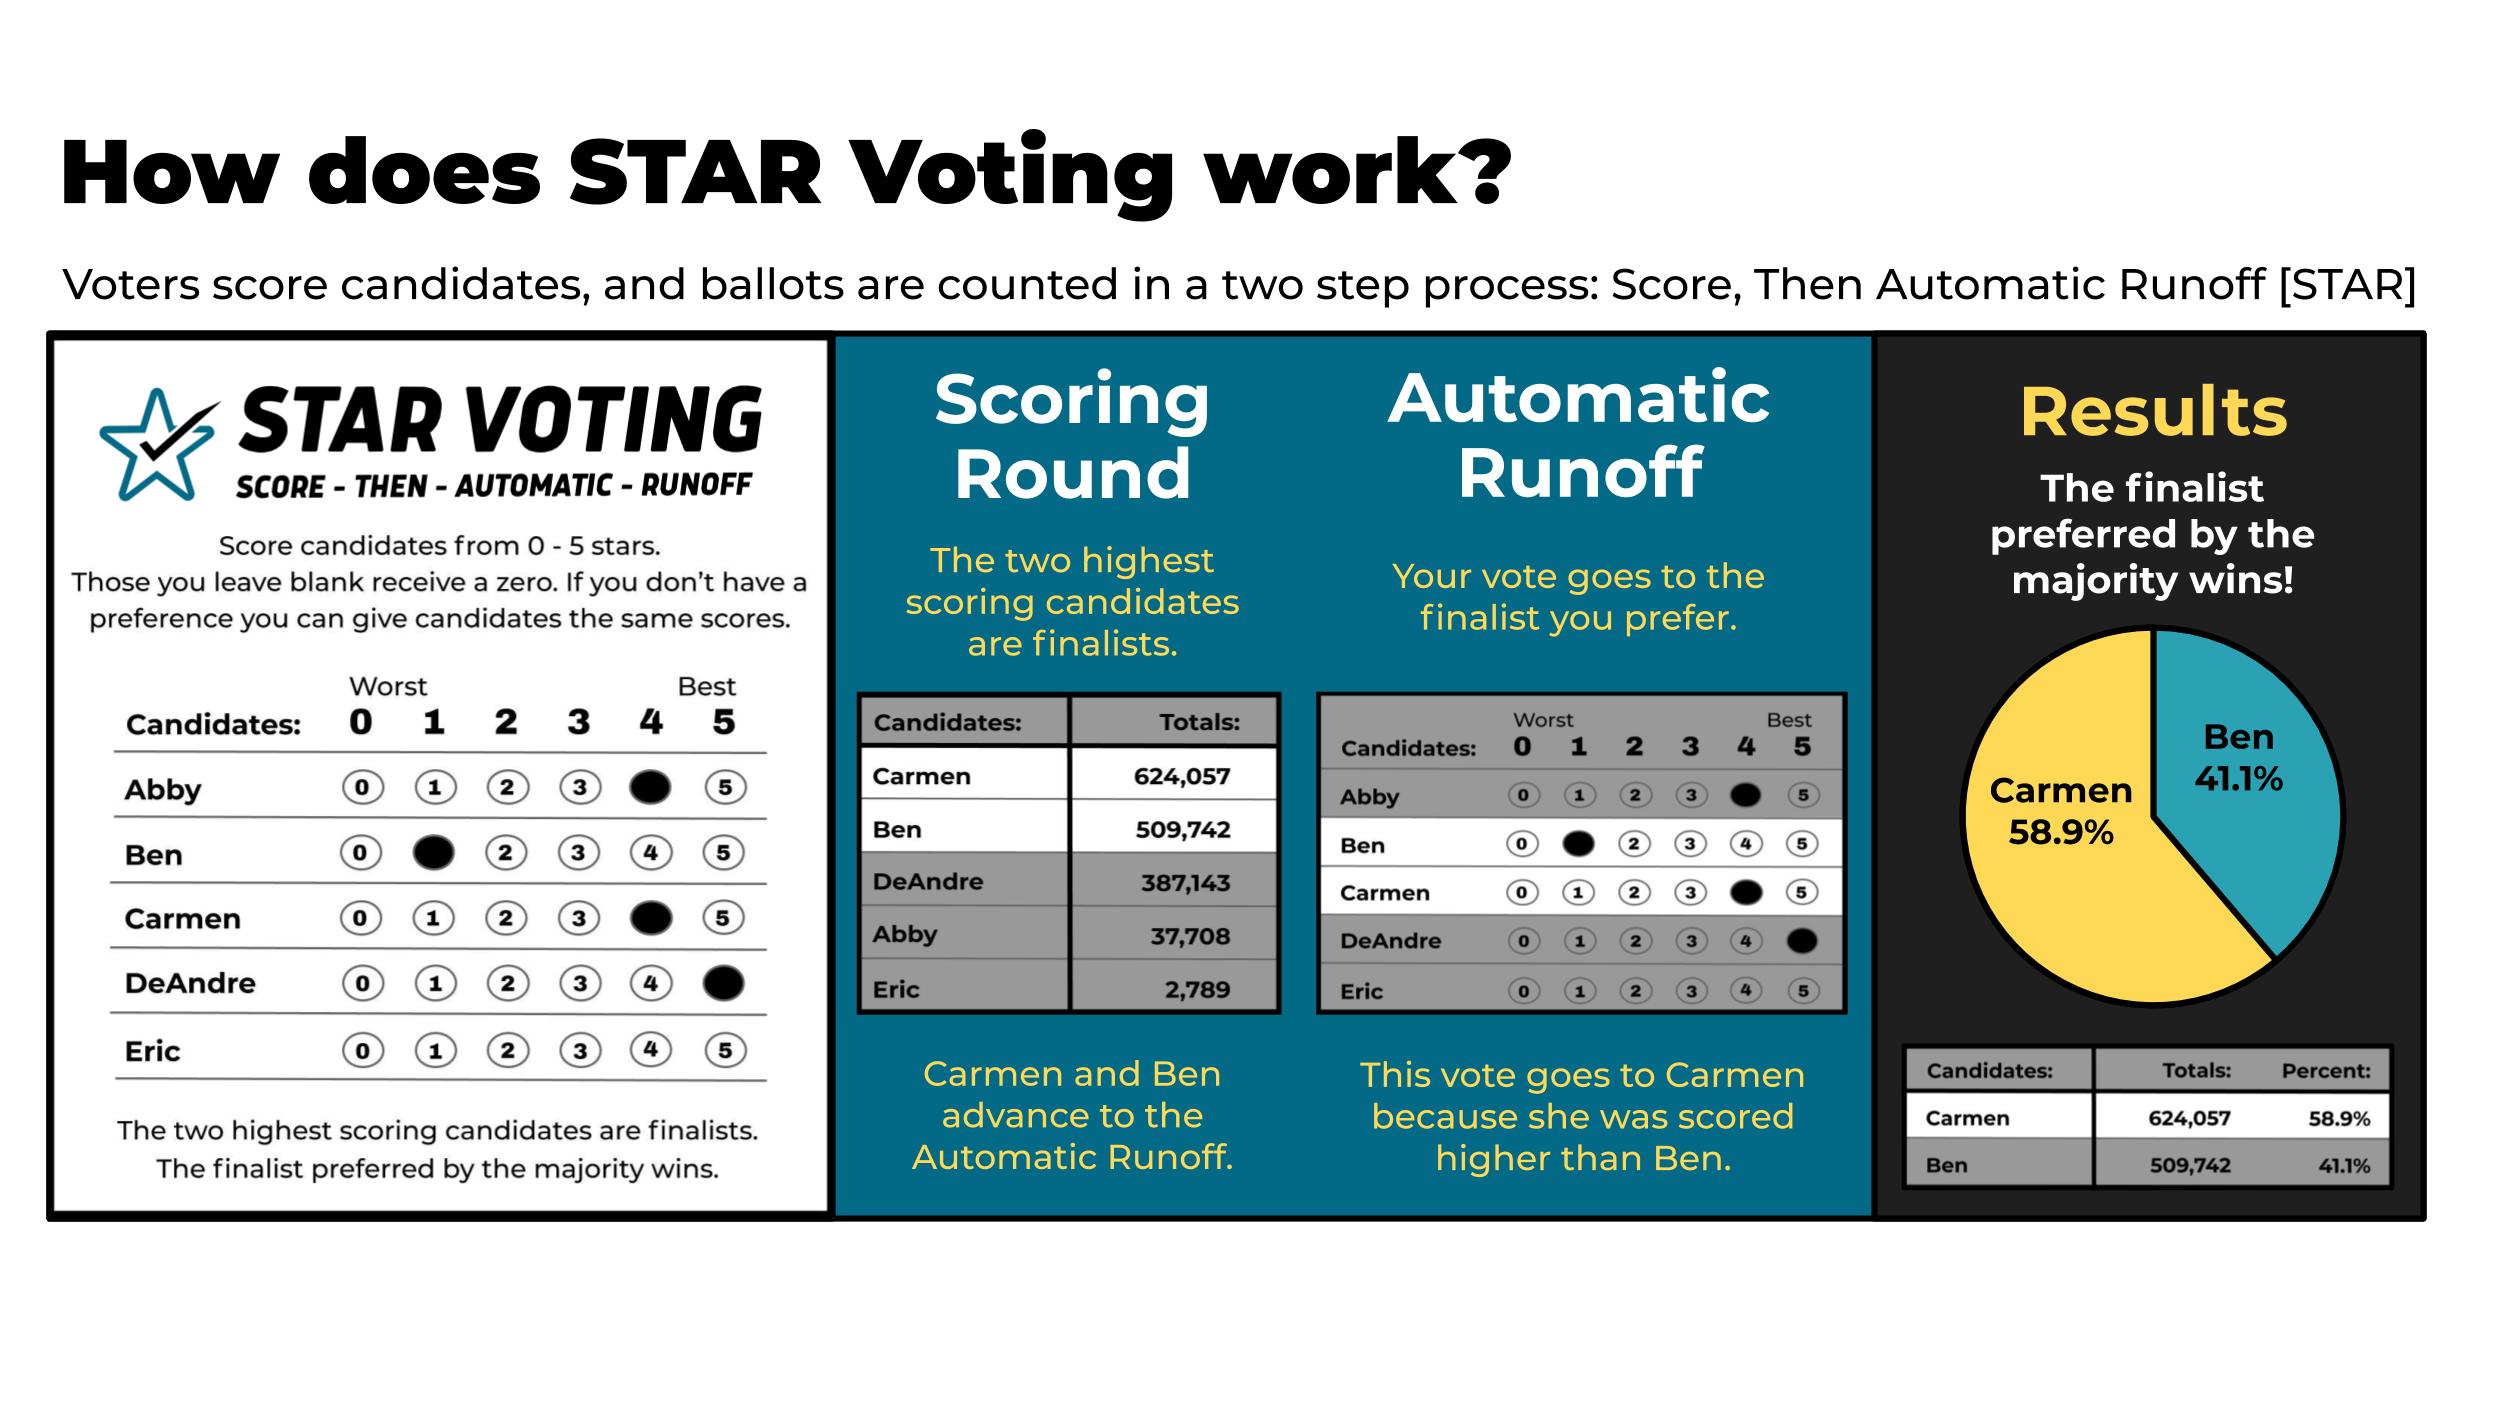 How does STAR Voting work?
Voters score candidates, and ballots are counted in a two step process: Score, Then Automatic Runoff [STAR]
STAR VOTING
SCORE - THEN - AUTOMATIC - RUNOFF
Score candidates from 0 - 5 stars.
Those you leave blank receive a zero. If you don't have a
preference you can give candidates the same scores.
Worst Best
Candidates: 0 1 2 3 4 5
Abby 0 1 2 3 5
Ben 0 2 3 4 5
Carmen 0 1 2 3 5
DeAndre 0 1 2 3 4
Eric 0 1 2 3 4 5
The two highest scoring candidates are finalists.
The finalist preferred by the majority wins.
Scoring
Round
The two highest
scoring candidates
are finalists.
Candidates: Totals:
Carmen 624,057
Ben 509,742
DeAndre 387,143
Abby 37,708
Eric 2,789
Carmen and Ben
advance to the
Automatic Runoff.
Automatic
Runoff
Your vote goes to the
finalist you prefer.
Worst Best
Candidates: 0 1 2 3 4 5
Abby 0 1 2 3 5
Ben 0 2 3 4 5
Carmen 0 1 2 3 5
DeAndre 0 1 2 3 4
Eric 0 1 2 3 4 5
This vote goes to Carmen
because she was scored
higher than Ben.
Results
The finalist
preferred by the
majority wins!
Ben
41.1%
Carmen
58.9%
Candidates: Totals: Percent:
Carmen 624,057 58.9%
Ben 509,742 41.1%